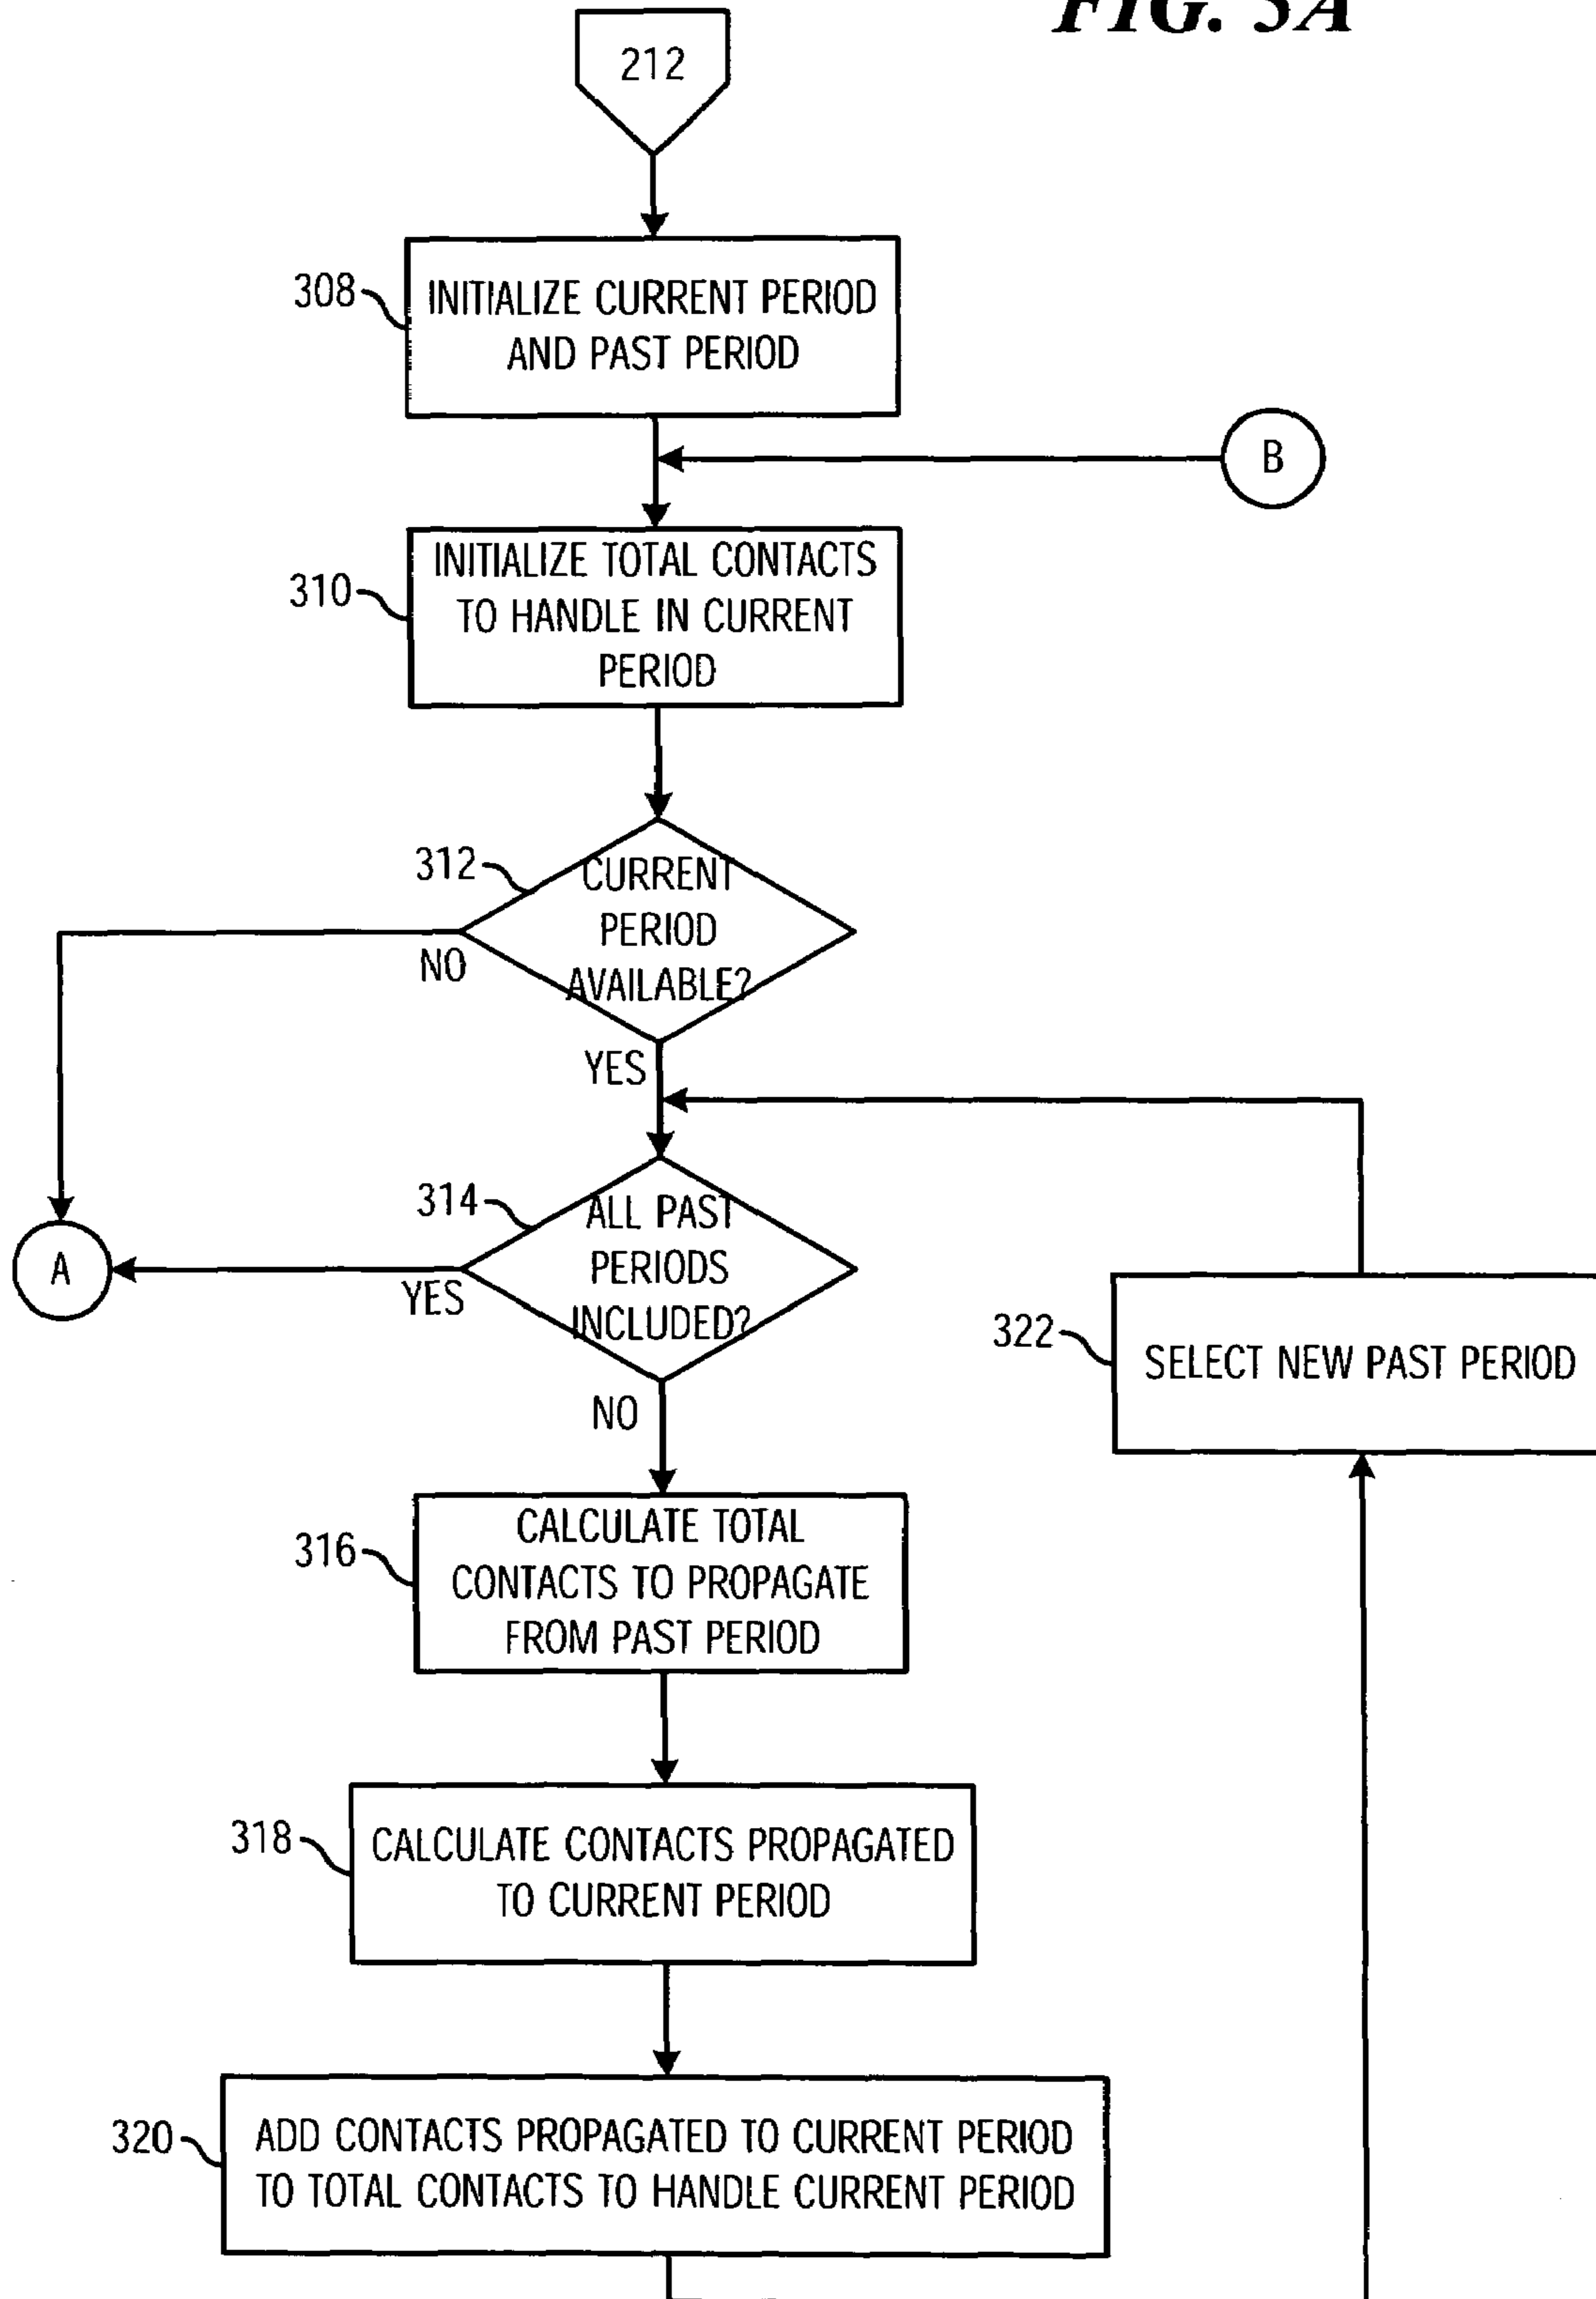 FIG. 5A
212
308
INITIALIZE CURRENT PERIOD
AND PAST PERIOD
B
310
INITIALIZE TOTAL CONTACTS
TO HANDLE IN CURRENT
PERIOD
312
CURRENT
PERIOD
AVAILABLE?
NO
YES
314
ALL PAST
PERIODS
INCLUDED?
A
YES
NO
322
SELECT NEW PAST PERIOD
316
CALCULATE TOTAL
CONTACTS TO PROPAGATE
FROM PAST PERIOD
318
CALCULATE CONTACTS PROPAGATED
TO CURRENT PERIOD
320
ADD CONTACTS PROPAGATED TO CURRENT PERIOD
TO TOTAL CONTACTS TO HANDLE CURRENT PERIOD